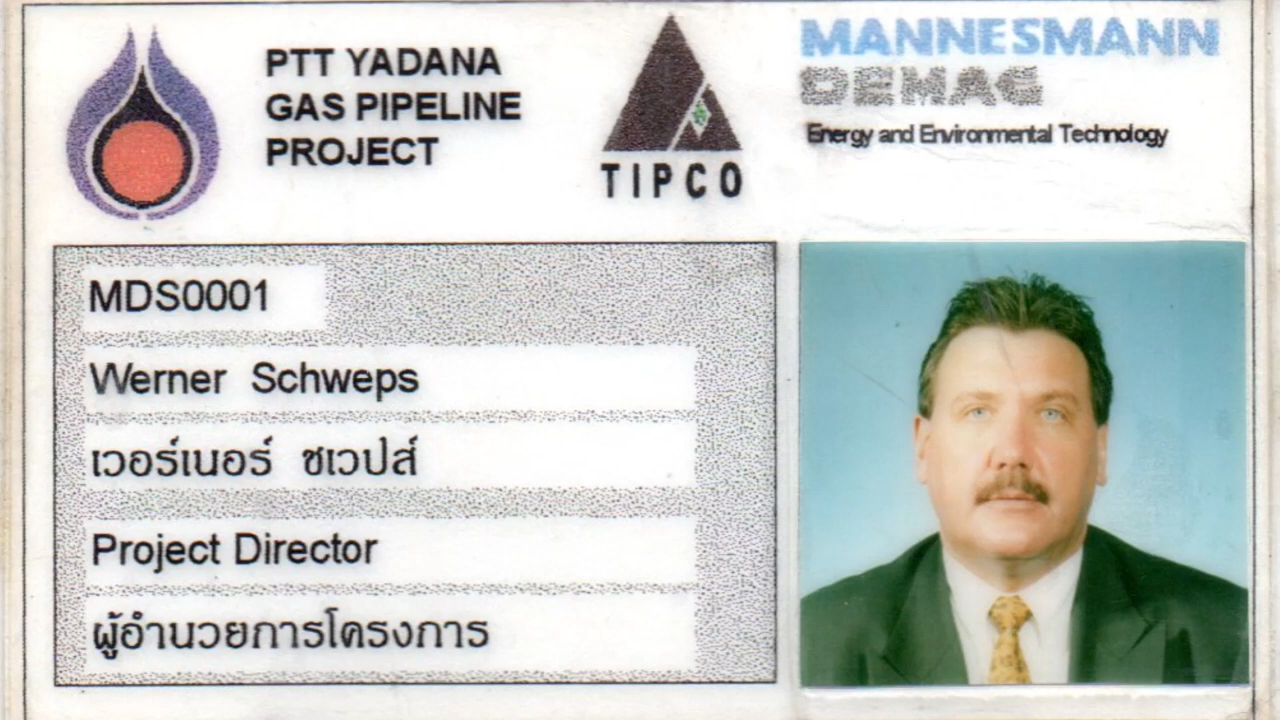 PTT YADANA
GAS PIPELINE
PROJECT
TIPCO
MANNESMANN
DEMAG
Energy and Environmental Technology
MDS0001
Werner Schweps
เวอร์เนอร์ ชเวปส์
Project Director
ผู้อำนวยการโครงการ